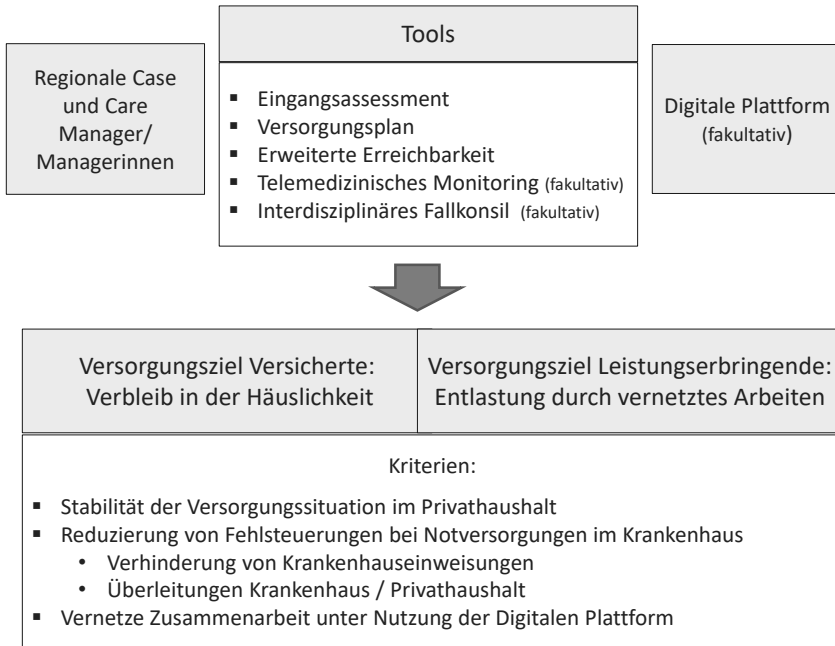 Regionale Case
und Care
Manager/
Managerinnen
Tools
▪ Eingangsassessment
▪ Versorgungsplan
▪ Erweiterte Erreichbarkeit
▪ Telemedizinisches Monitoring (fakultativ)
▪ Interdisziplinäres Fallkonsil (fakultativ)
Digitale Plattform
(fakultativ)
Versorgungsziel Versicherte:
Verbleib in der Häuslichkeit
Versorgungsziel Leistungserbringende:
Entlastung durch vernetztes Arbeiten
Kriterien:
▪ Stabilität der Versorgungssituation im Privathaushalt
▪ Reduzierung von Fehlsteuerungen bei Notversorgungen im Krankenhaus
• Verhinderung von Krankenhauseinweisungen
• Überleitungen Krankenhaus / Privathaushalt
▪ Vernetze Zusammenarbeit unter Nutzung der Digitalen Plattform